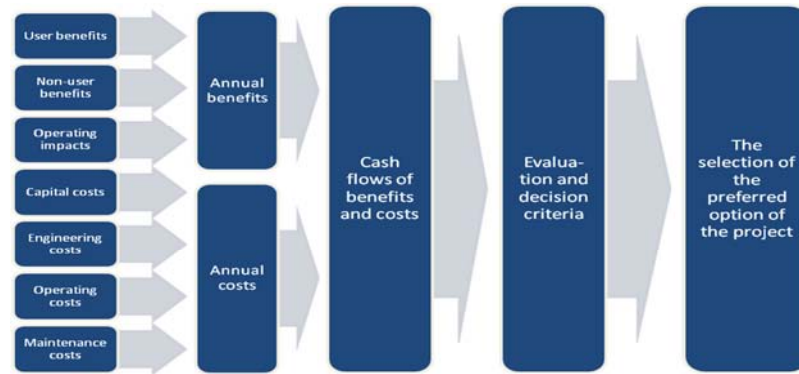 User benefits
Non-user
benefits
Operating
impacts
Capital costs
Engineering
costs
Operating
costs
Maintenance
costs
Annual
benefits
Annual
costs
Cash
flows of
benefits
and costs
Evalua-
tion and
decision
criteria
The
selection of
the
preferred
option of
the project